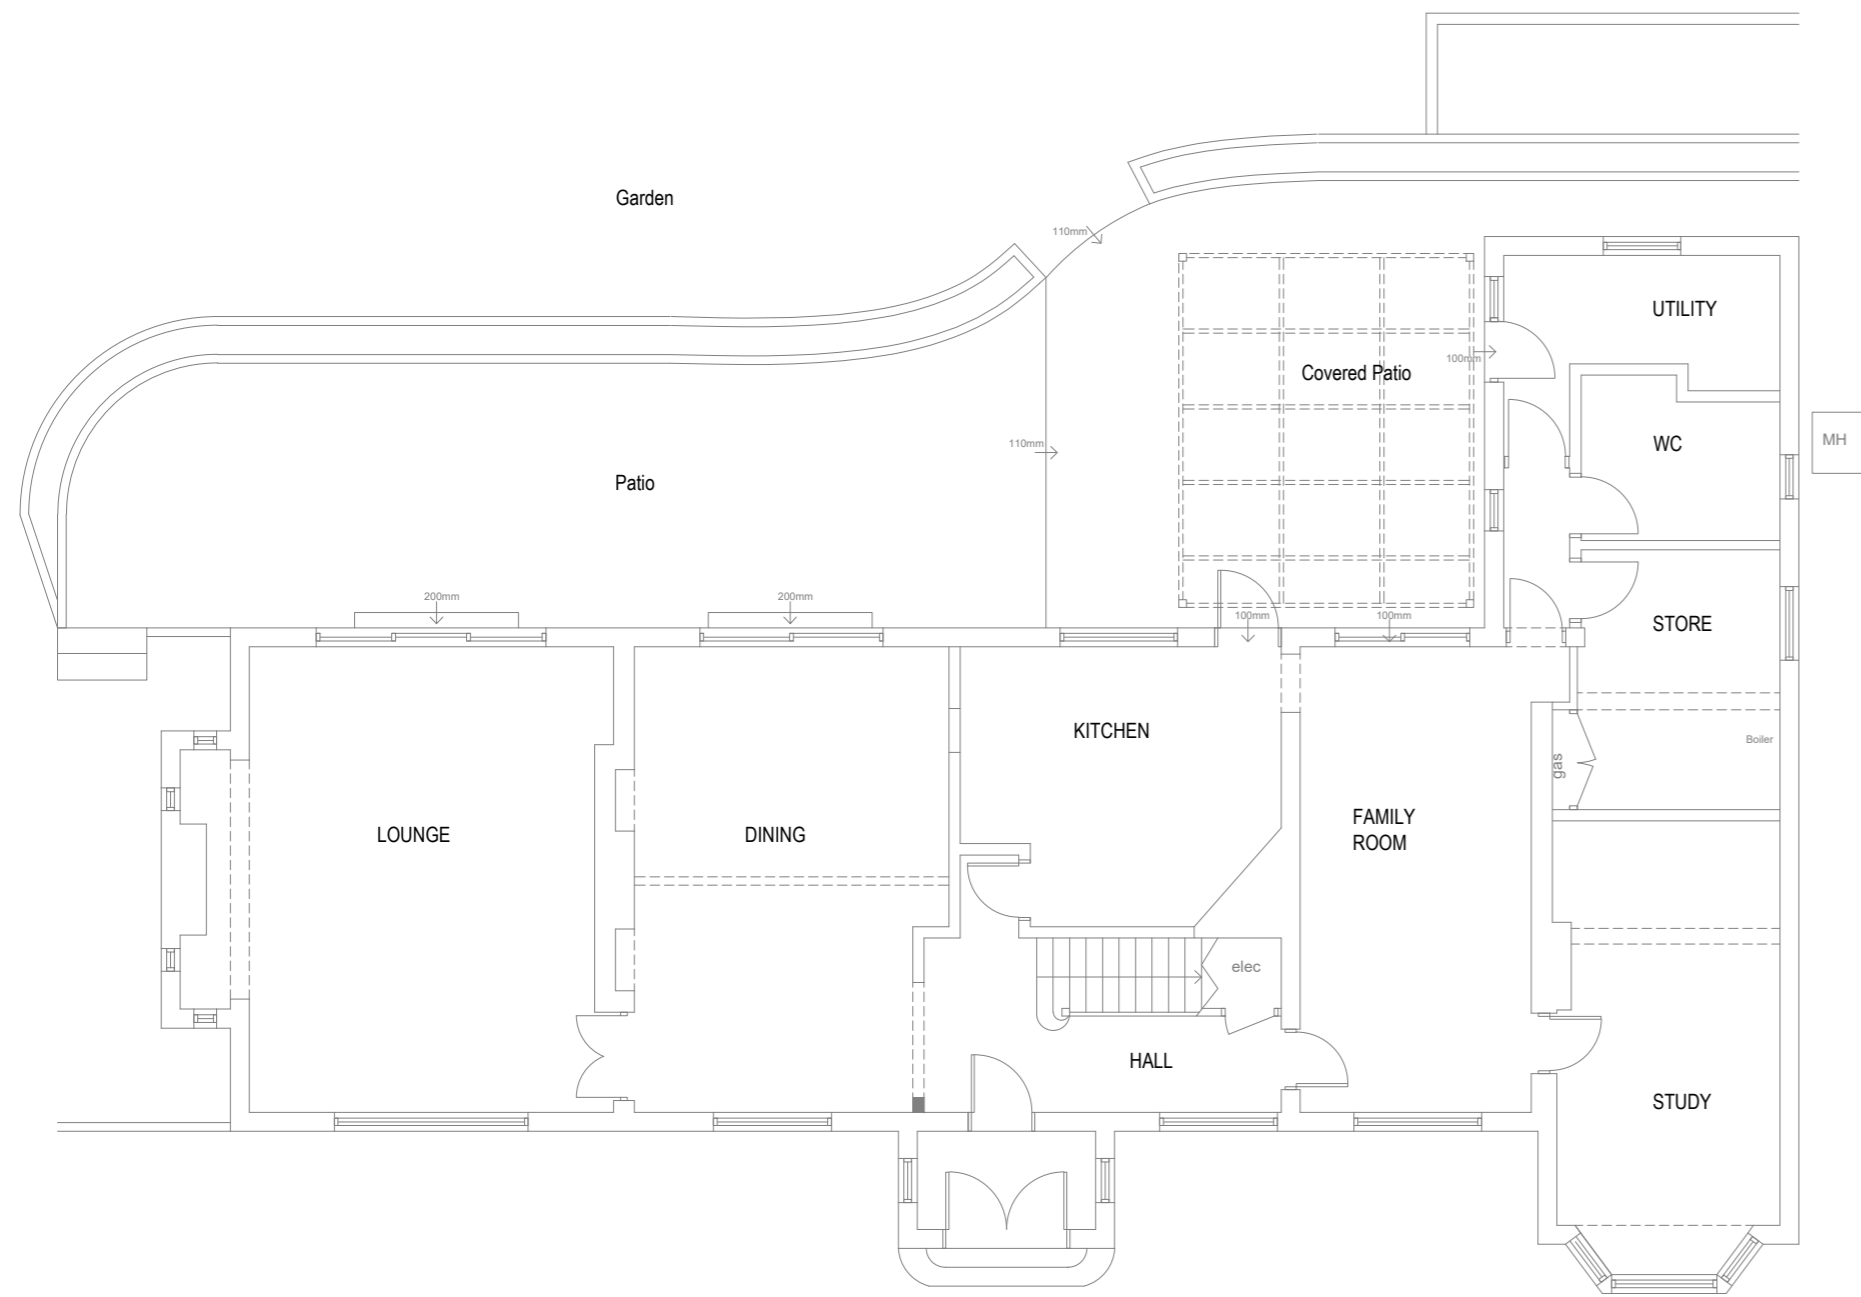 Garden
110mm
UTILITY
100mm
Covered Patio
MH
WC
110mm
Patio
200mm
200mm
100mm
100mm
STORE
KITCHEN
Boiler
gas
FAMILY
ROOM
LOUNGE
DINING
elec
HALL
STUDY